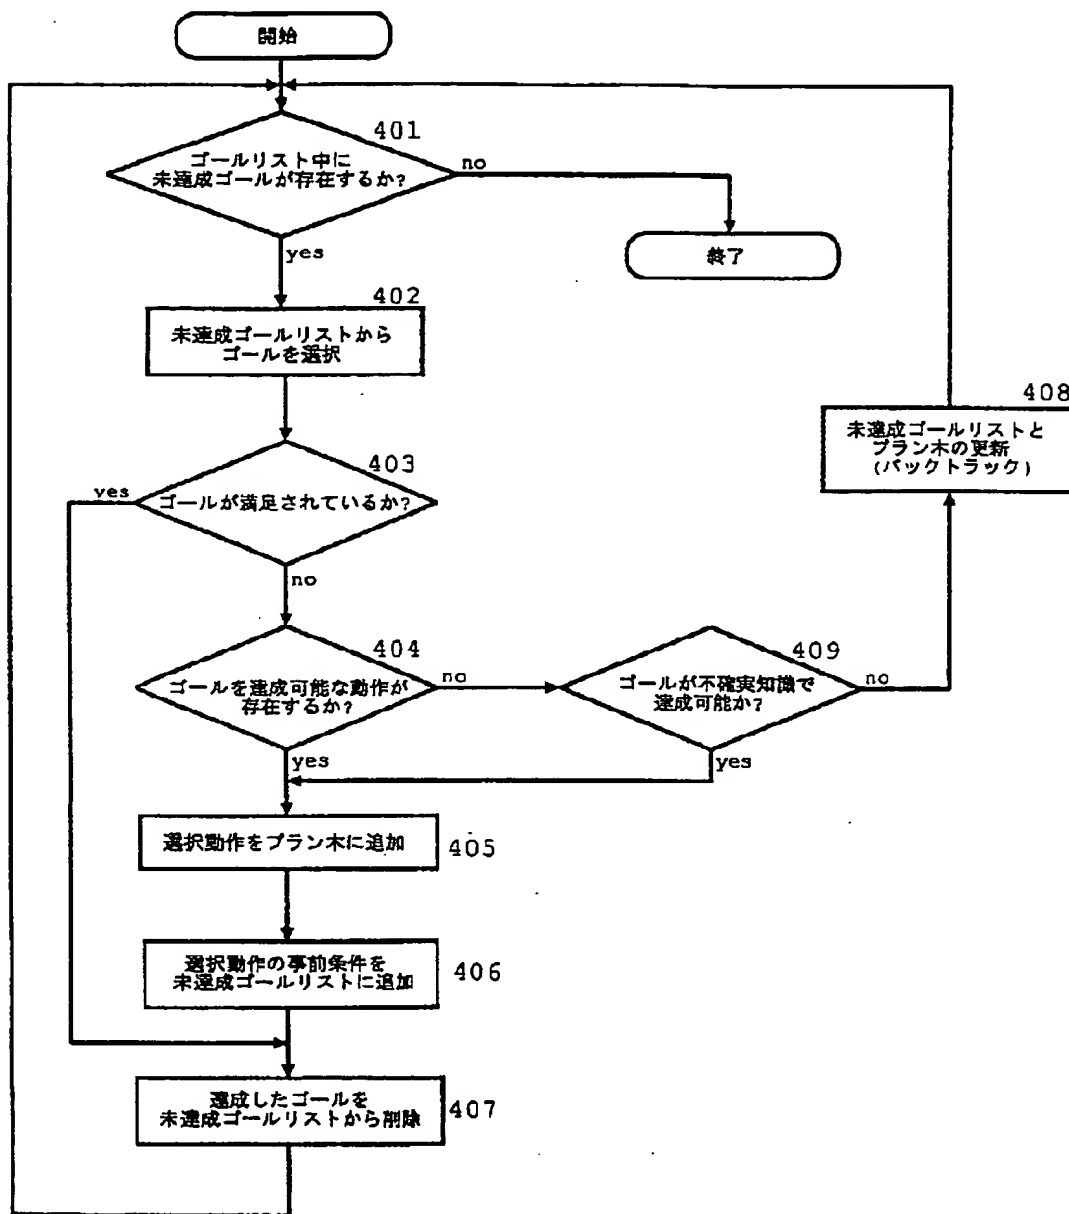 開始
401
ゴールリスト中に
未達成ゴールが存在するか?
no
yes
終了
402
未達成ゴールリストから
ゴールを選択
408
未達成ゴールリストと
プラン木の更新
(バックトラック)
403
yes
ゴールが満足されているか?
no
404
ゴールを達成可能な動作が
存在するか?
no
yes
409
ゴールが不確実知識で
達成可能か?
no
yes
選択動作をプラン木に追加
405
選択動作の事前条件を
未達成ゴールリストに追加
406
達成したゴールを
未達成ゴールリストから削除
407